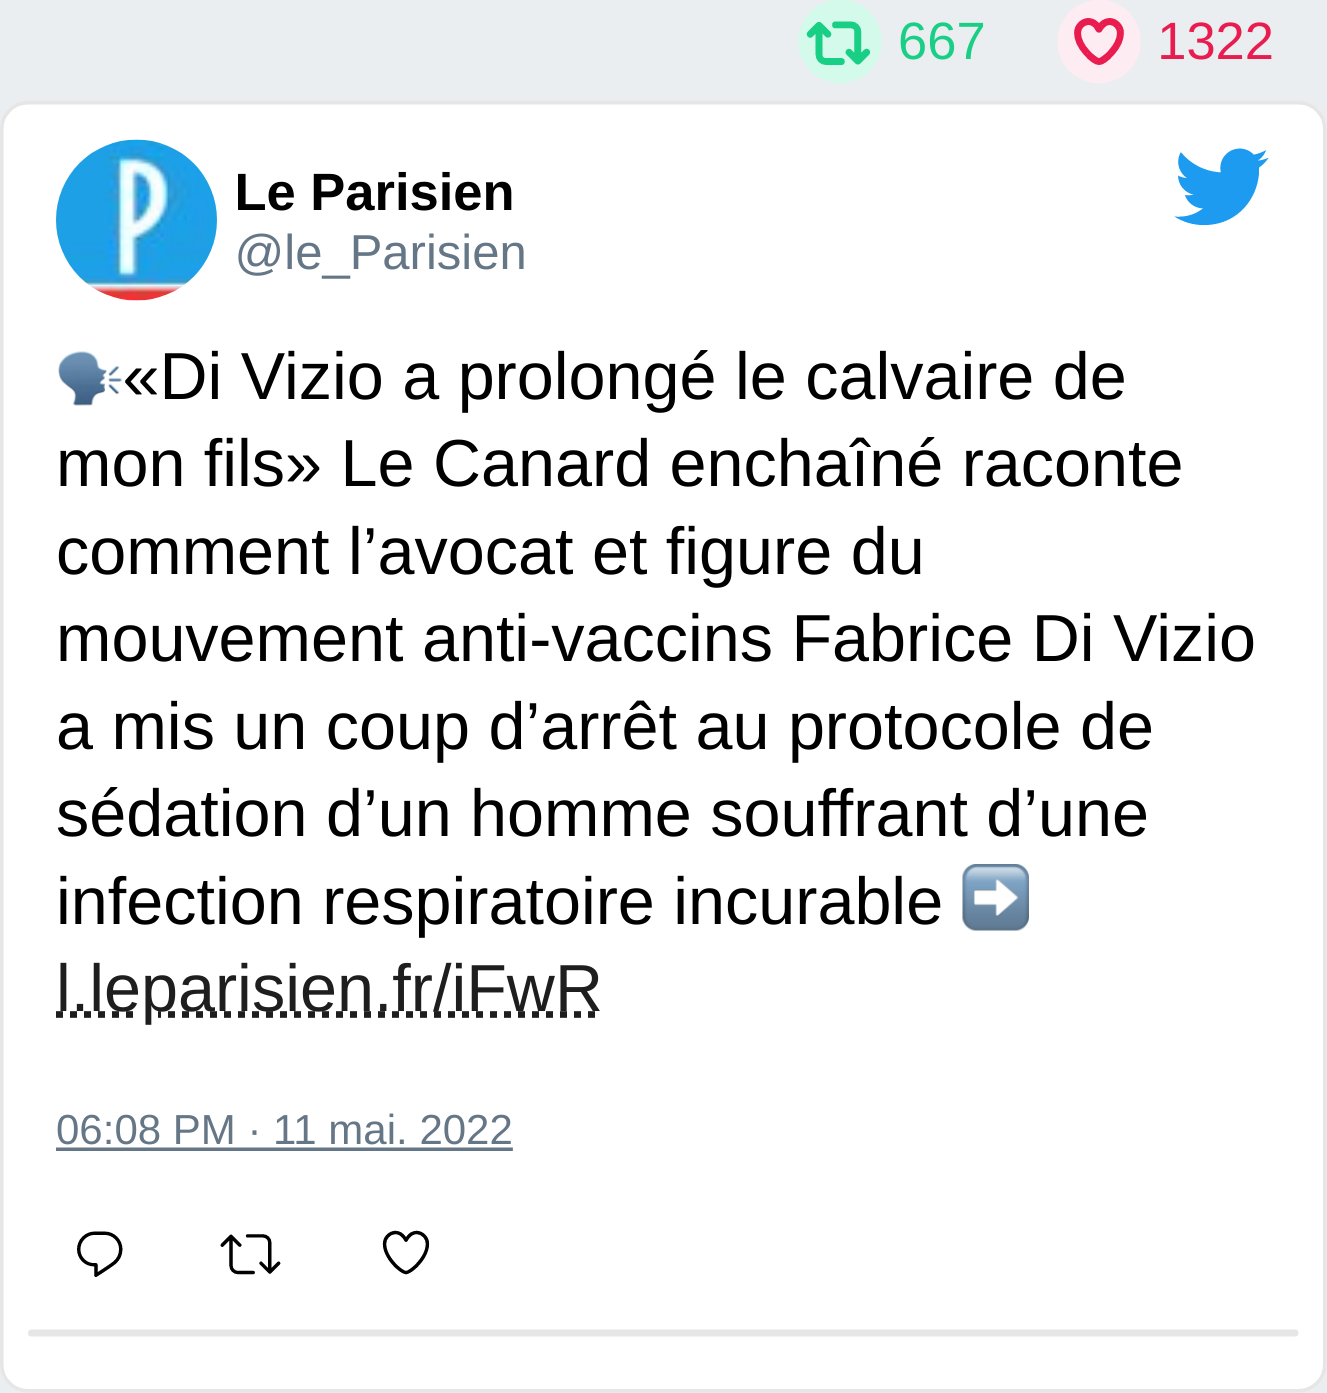 667 1322
Le Parisien
@le_Parisien
🗣️«Di Vizio a prolongé le calvaire de
mon fils» Le Canard enchaîné raconte
comment l’avocat et figure du
mouvement anti-vaccins Fabrice Di Vizio
a mis un coup d’arrêt au protocole de
sédation d’un homme souffrant d’une
infection respiratoire incurable ➡️
l.leparisien.fr/iFwR
06:08 PM · 11 mai. 2022